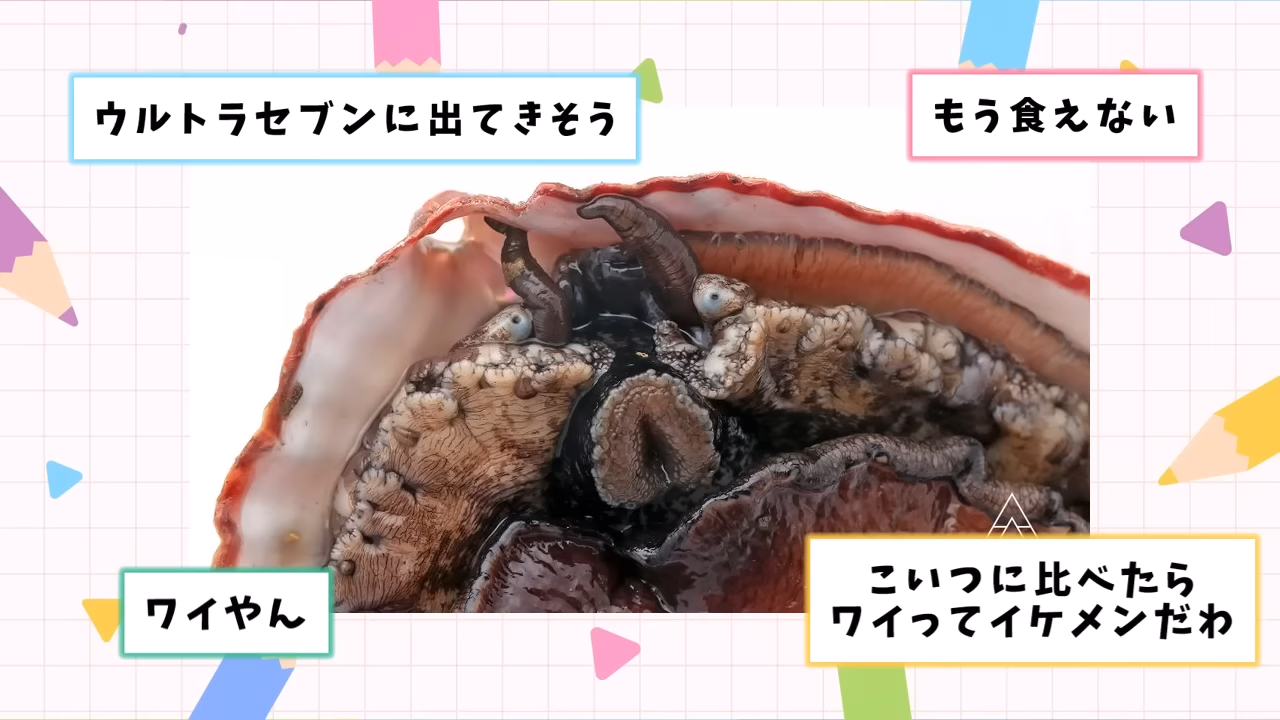 ウルトラセブンに出てきそう
もう食えない
ワイやん
こいつに比べたら
ワイってイケメンだわ